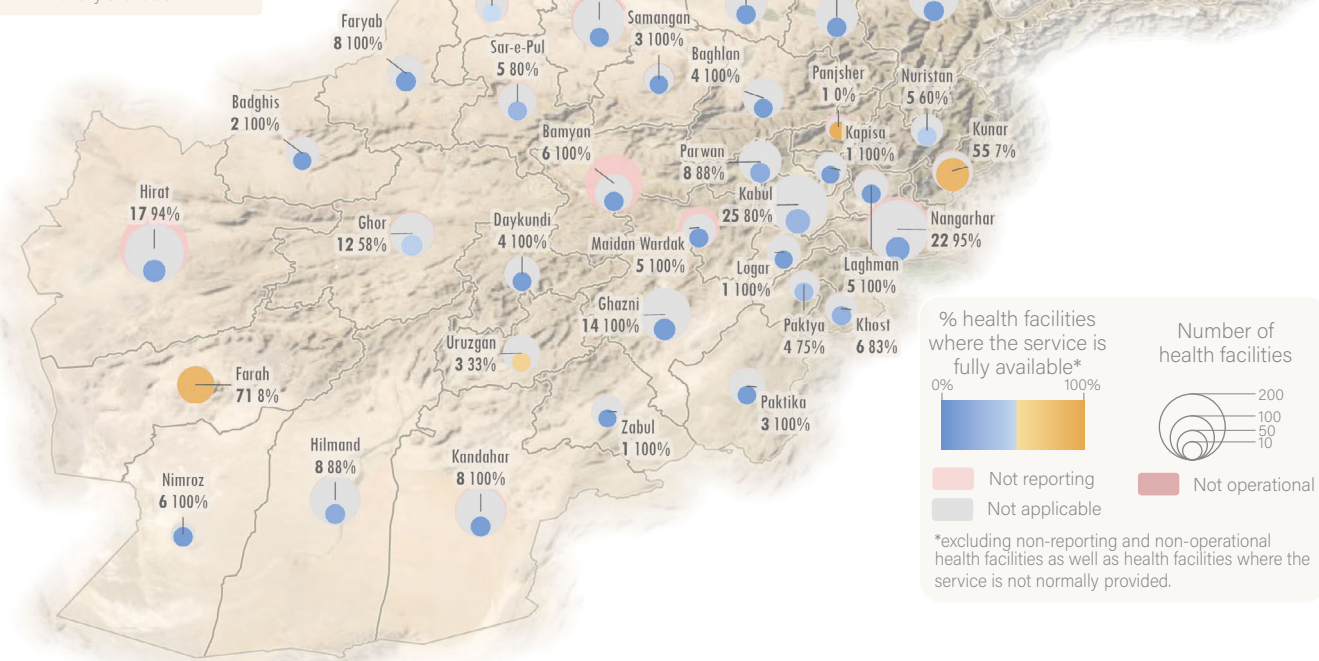 Faryab
8 100%
Samangan
3 100%
Sar-e-Pul
5 80%
Baghlan
4 100%
Panjsher
1 0%
Nuristan
5 60%
Badghis
2 100%
Bamyan
6 100%
Parwan
8 88%
Kapisa
1 100%
Kunar
55 7%
Hirat
17 94%
Ghor
12 58%
Daykundi
4 100%
Maidan Wardak
5 100%
Kabul
25 80%
Nangarhar
22 95%
Logar
1 100%
Laghman
5 100%
Ghazni
14 100%
Paktya
4 75%
Khost
6 83%
Uruzgan
3 33%
Farah
71 8%
Paktika
3 100%
Zabul
1 100%
Hilmand
8 88%
Kandahar
8 100%
Nimroz
6 100%
% health facilities
where the service is
fully available*
0% 100%
Not reporting
Not applicable
Number of
health facilities
200
100
50
10
Not operational
*excluding non-reporting and non-operational
health facilities as well as health facilities where the
service is not normally provided.